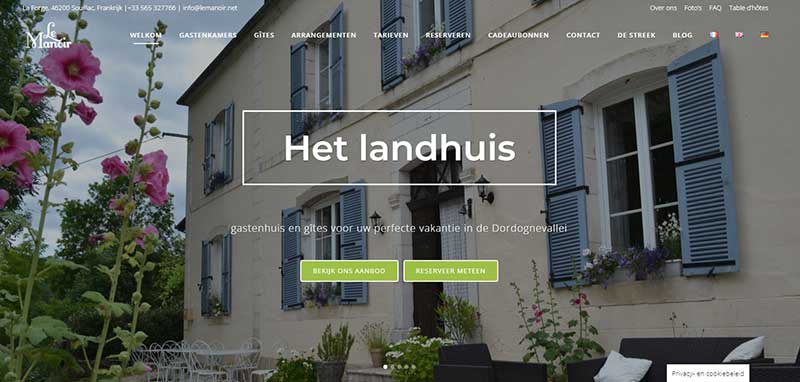 La Forge, 46200 Souillac, Frankrijk | +33 565 327766 | info@lemanoir.net
Over ons Foto's FAQ Table d'hôtes
Le Manoir
WELKOM GASTENKAMERS GÎTES ARRANGEMENTEN TARIEVEN RESERVEREN CADEAUBONNEN CONTACT DE STREEK BLOG
Het landhuis
gastenhuis en gîtes voor uw perfecte vakantie in de Dordognevallei
BEKIJK ONS AANBOD RESERVEER METEEN
Privacy- en cookiebeleid